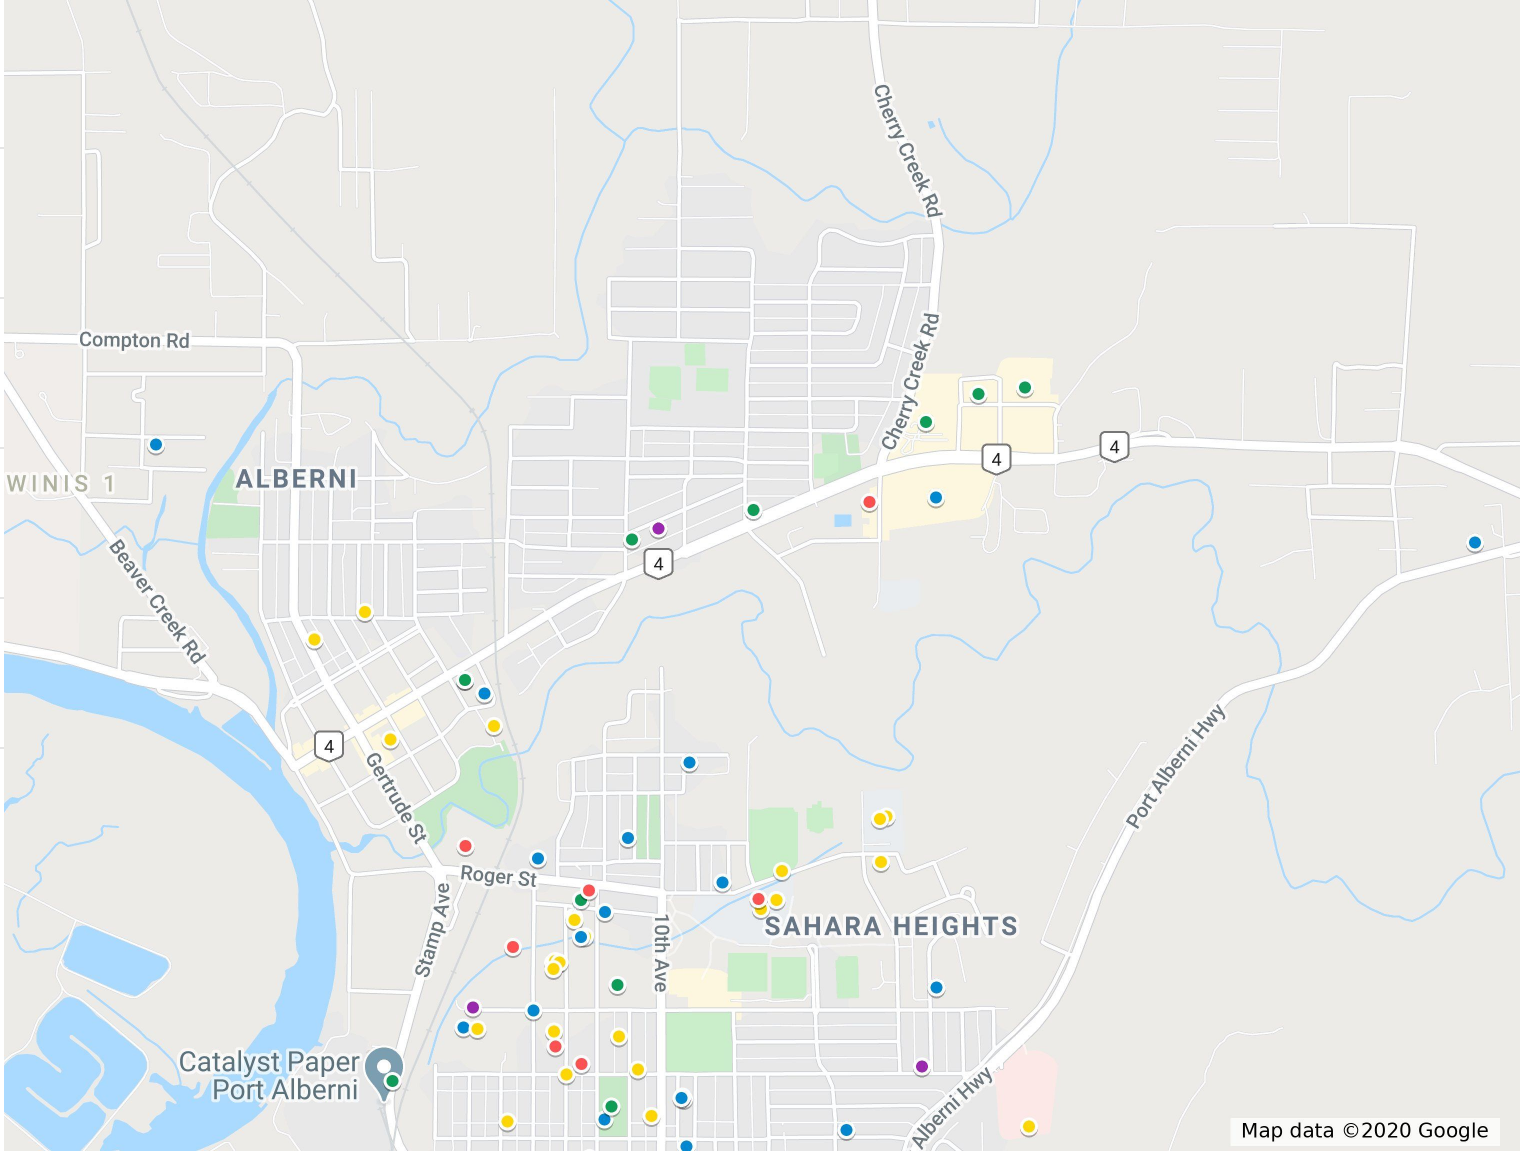 Cherry Creek Rd
Compton Rd
Cherry Creek Rd
4
4
WINIS 1
ALBERNI
Beaver Creek Rd
4
4
Gertrude St
Port Alberni Hwy
Roger St
Stamp Ave
10th Ave
SAHARA HEIGHTS
Catalyst Paper
Port Alberni
Alberni Hwy
Map data ©2020 Google